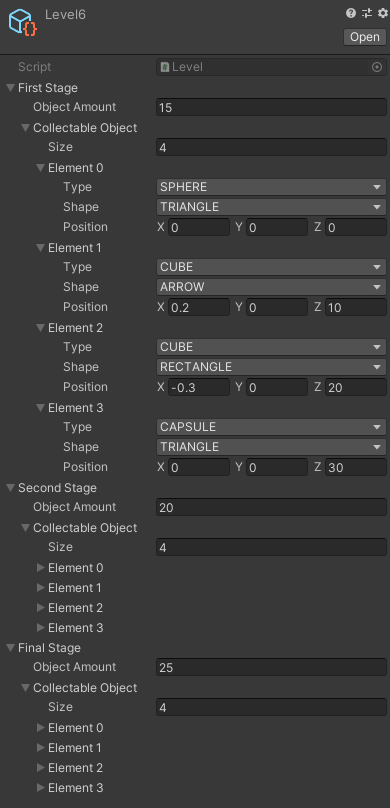 Level6
Open
Script Level
First Stage
Object Amount 15
Collectable Object
Size 4
Element 0
Type SPHERE
Shape TRIANGLE
Position X 0 Y 0 Z 0
Element 1
Type CUBE
Shape ARROW
Position X 0.2 Y 0 Z 10
Element 2
Type CUBE
Shape RECTANGLE
Position X -0.3 Y 0 Z 20
Element 3
Type CAPSULE
Shape TRIANGLE
Position X 0 Y 0 Z 30
Second Stage
Object Amount 20
Collectable Object
Size 4
Element 0
Element 1
Element 2
Element 3
Final Stage
Object Amount 25
Collectable Object
Size 4
Element 0
Element 1
Element 2
Element 3